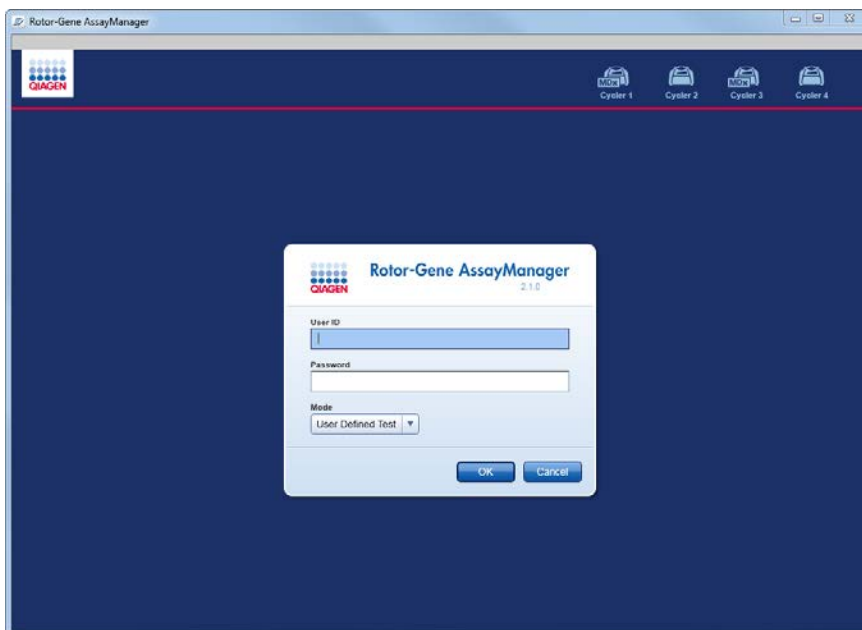 Rotor-Gene AssayManager
QIAGEN
MDx
MDx
Cycler 1
Cycler 2
Cycler 3
Cycler 4
QIAGEN
Rotor-Gene AssayManager
2.1.0
User ID
Password
Mode
User Defined Test
OK
Cancel